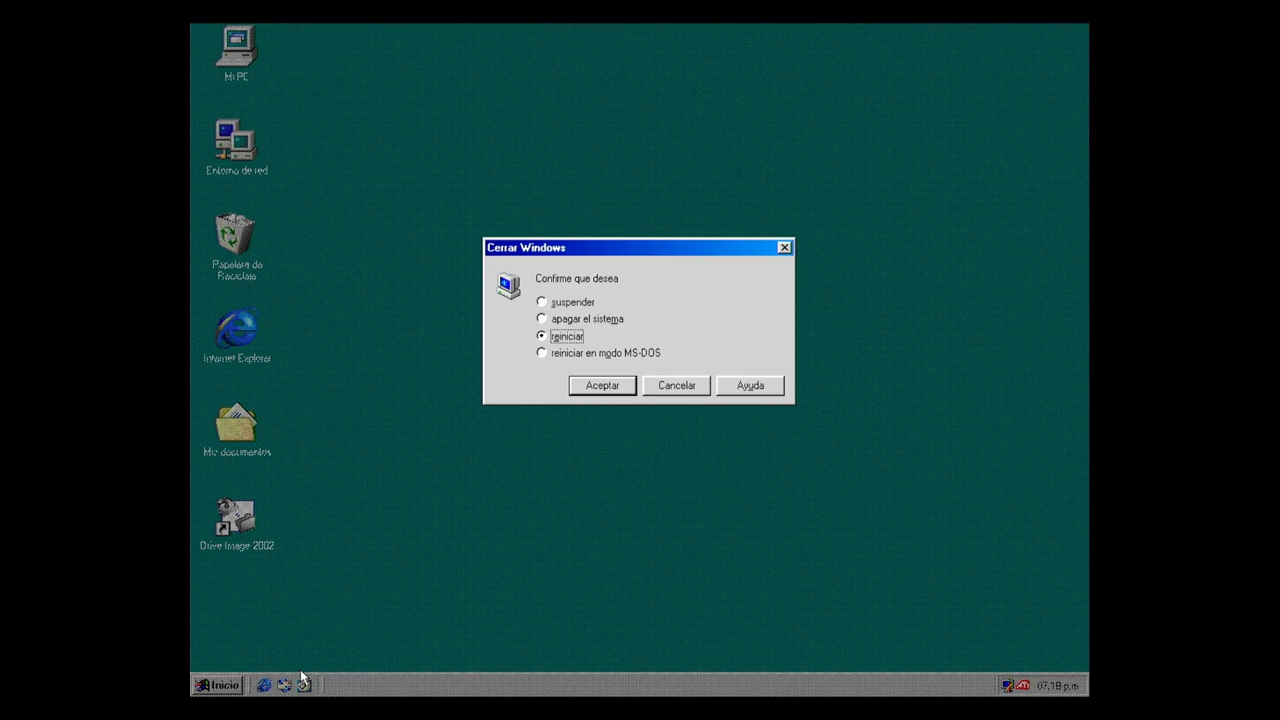 Mi PC
Entorno de red
Papelera de
Reciclaje
Internet Explorer
Mis documentos
Drive Image 2002
Cerrar Windows
Confirme que desea
suspender
apagar el sistema
reiniciar
reiniciar en modo MS-DOS
Aceptar
Cancelar
Ayuda
Inicio
ATI
07:18 p.m.